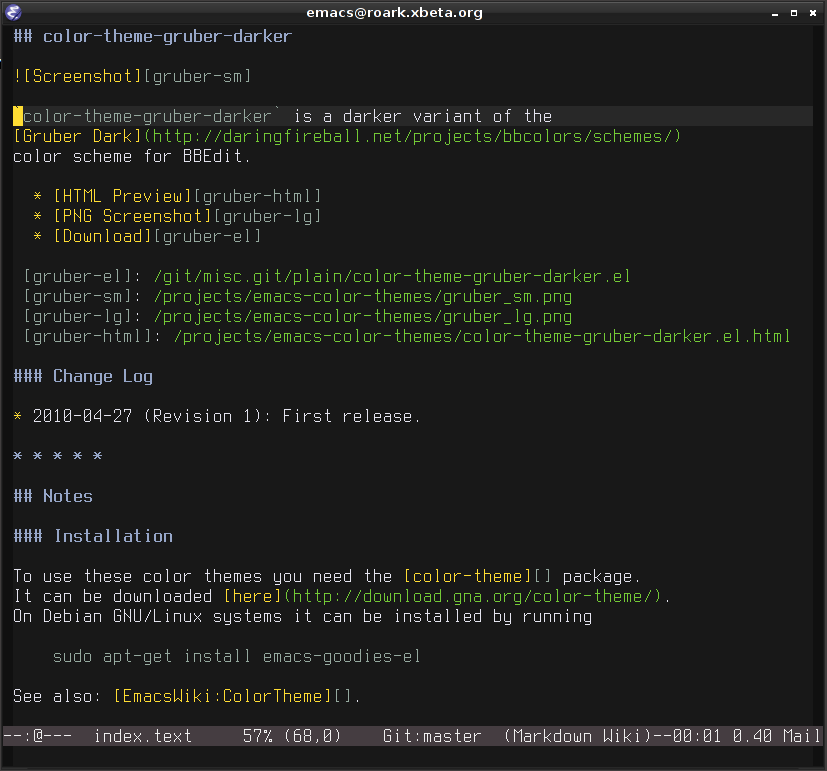 emacs@roark.xbeta.org
## color-theme-gruber-darker
![Screenshot][gruber-sm]
`color-theme-gruber-darker` is a darker variant of the
[Gruber Dark](http://daringfireball.net/projects/bbcolors/schemes/)
color scheme for BBEdit.
* [HTML Preview][gruber-html]
* [PNG Screenshot][gruber-lg]
* [Download][gruber-el]
[gruber-el]: /git/misc.git/plain/color-theme-gruber-darker.el
[gruber-sm]: /projects/emacs-color-themes/gruber_sm.png
[gruber-lg]: /projects/emacs-color-themes/gruber_lg.png
[gruber-html]: /projects/emacs-color-themes/color-theme-gruber-darker.el.html
### Change Log
* 2010-04-27 (Revision 1): First release.
* * * * *
## Notes
### Installation
To use these color themes you need the [color-theme][] package.
It can be downloaded [here](http://download.gna.org/color-theme/).
On Debian GNU/Linux systems it can be installed by running
sudo apt-get install emacs-goodies-el
See also: [EmacsWiki:ColorTheme][].
--:@---  index.text     57% (68,0)    Git:master  (Markdown Wiki)--00:01 0.40 Mail